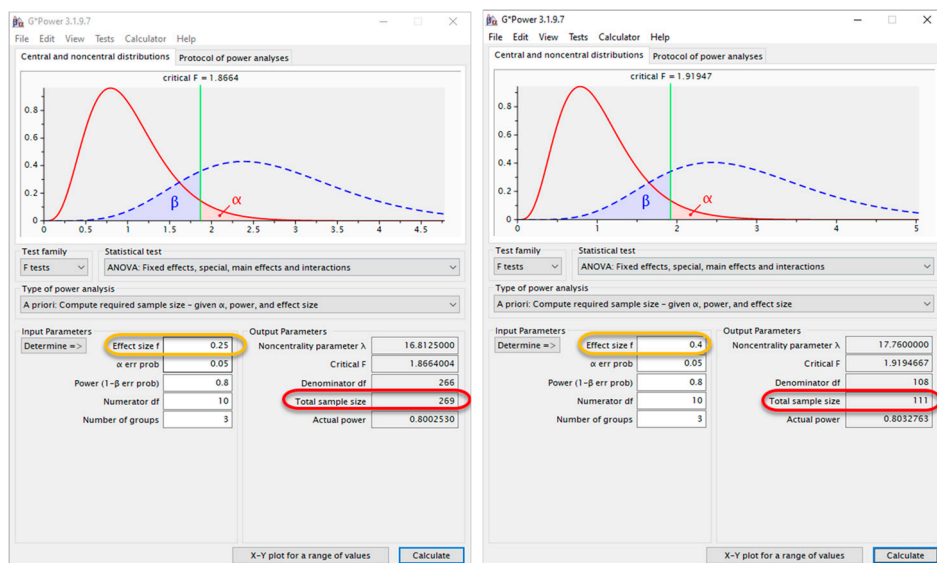 G*Power 3.1.9.7
File Edit View Tests Calculator Help
Central and noncentral distributions Protocol of power analyses
critical F = 1.8664
0.8
0.6
0.4
0.2
0
β
α
0 0.5 1 1.5 2 2.5 3 3.5 4 4.5
Test family Statistical test
F tests ANOVA: Fixed effects, special, main effects and interactions
Type of power analysis
A priori: Compute required sample size – given α, power, and effect size
Input Parameters Output Parameters
Determine => Effect size f 0.25 Noncentrality parameter λ 16.8125000
α err prob 0.05 Critical F 1.8664004
Power (1-β err prob) 0.8 Denominator df 266
Numerator df 10 Total sample size 269
Number of groups 3 Actual power 0.8002530
X-Y plot for a range of values Calculate
G*Power 3.1.9.7
File Edit View Tests Calculator Help
Central and noncentral distributions Protocol of power analyses
critical F = 1.91947
0.8
0.6
0.4
0.2
0
β
α
0 1 2 3 4 5
Test family Statistical test
F tests ANOVA: Fixed effects, special, main effects and interactions
Type of power analysis
A priori: Compute required sample size – given α, power, and effect size
Input Parameters Output Parameters
Determine => Effect size f 0.4 Noncentrality parameter λ 17.7600000
α err prob 0.05 Critical F 1.9194667
Power (1-β err prob) 0.8 Denominator df 108
Numerator df 10 Total sample size 111
Number of groups 3 Actual power 0.8032763
X-Y plot for a range of values Calculate